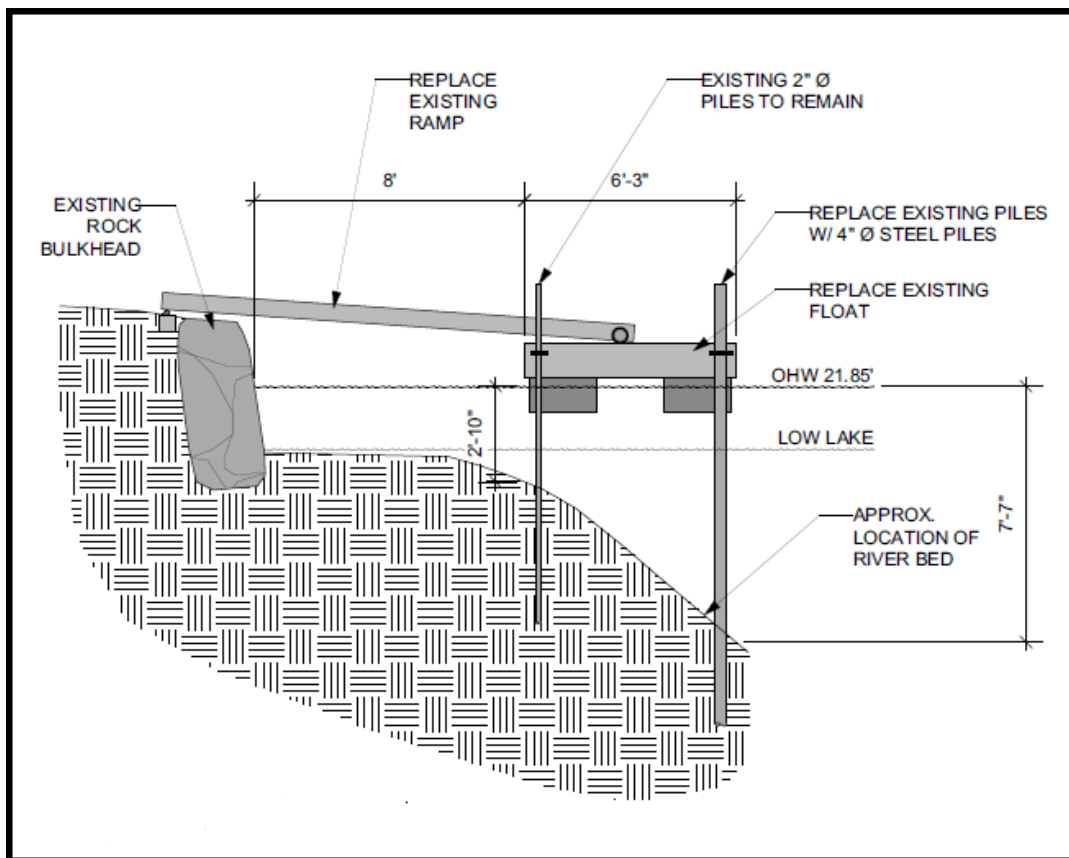 REPLACE
EXISTING
RAMP
EXISTING 2" Ø
PILES TO REMAIN
8'
6'-3"
EXISTING
ROCK
BULKHEAD
REPLACE EXISTING PILES
W/ 4" Ø STEEL PILES
REPLACE EXISTING
FLOAT
OHW 21.85'
2'-10"
LOW LAKE
APPROX.
LOCATION OF
RIVER BED
7'-7"